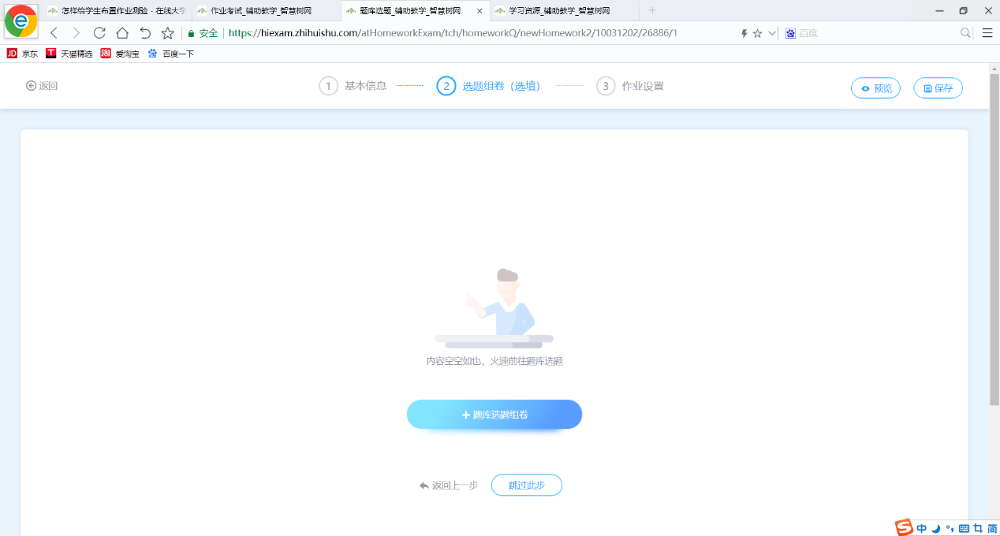 怎样给学生布置作业测验 - 在线大学
作业考试_辅助教学_智慧树网
题库选题_辅助教学_智慧树网
学习资源_辅助教学_智慧树网
安全
https://hiexam.zhihuishu.com/atHomeworkExam/tch/homeworkQ/newHomework2/10031202/26886/1
百度
JD 京东
T 天猫精选
淘 爱淘宝
百度一下
返回
1 基本信息
2 选题组卷（选填）
3 作业设置
预览
保存
内容空空如也，火速前往题库选题
+ 题库选题组卷
返回上一步
跳过此步
S 中 简